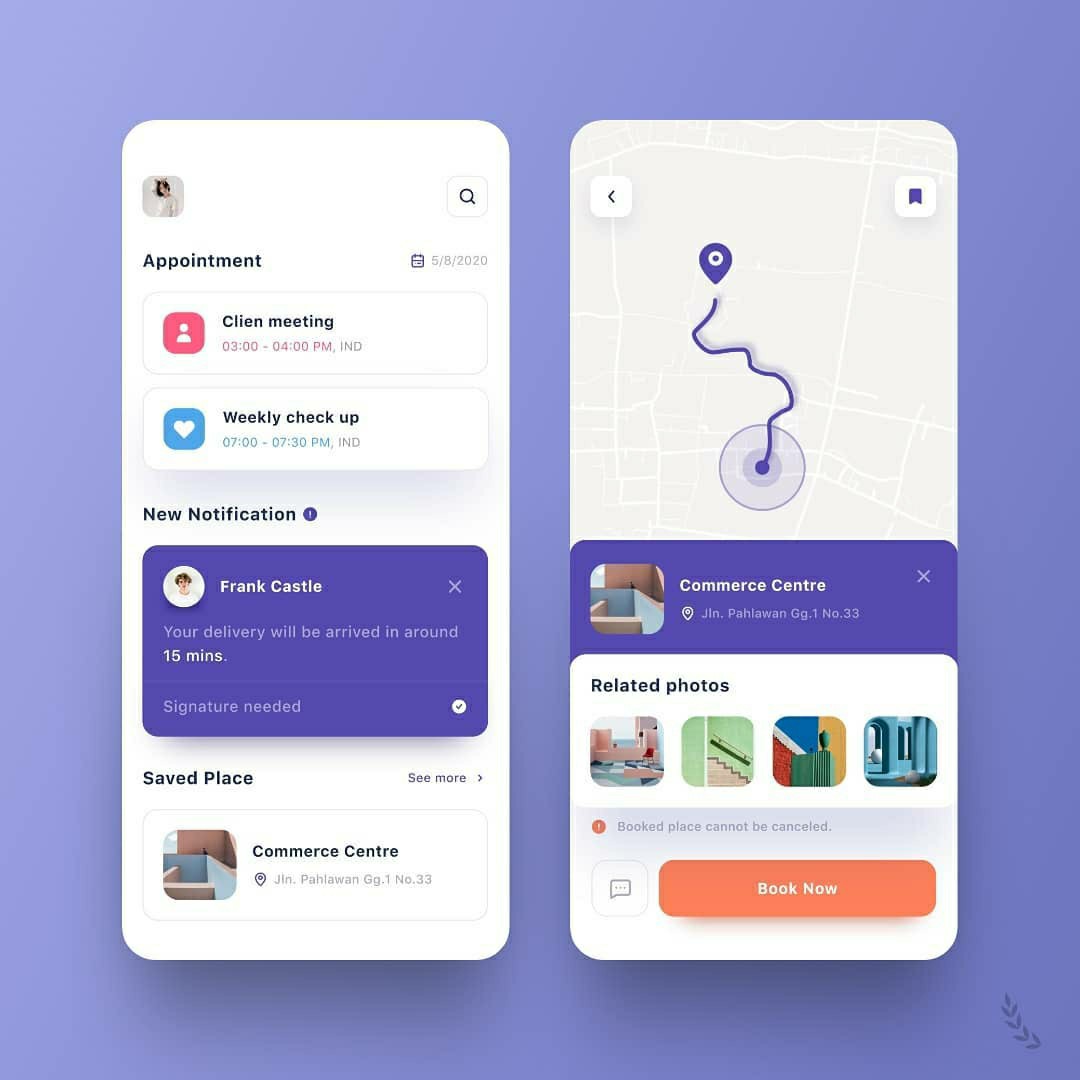 Appointment
5/8/2020
Clien meeting
03:00 - 04:00 PM, IND
Weekly check up
07:00 - 07:30 PM, IND
New Notification
Frank Castle
Your delivery will be arrived in around
15 mins.
Signature needed
Saved Place
See more
Commerce Centre
Jln. Pahlawan Gg.1 No.33
Commerce Centre
Jln. Pahlawan Gg.1 No.33
Related photos
Booked place cannot be canceled.
Book Now